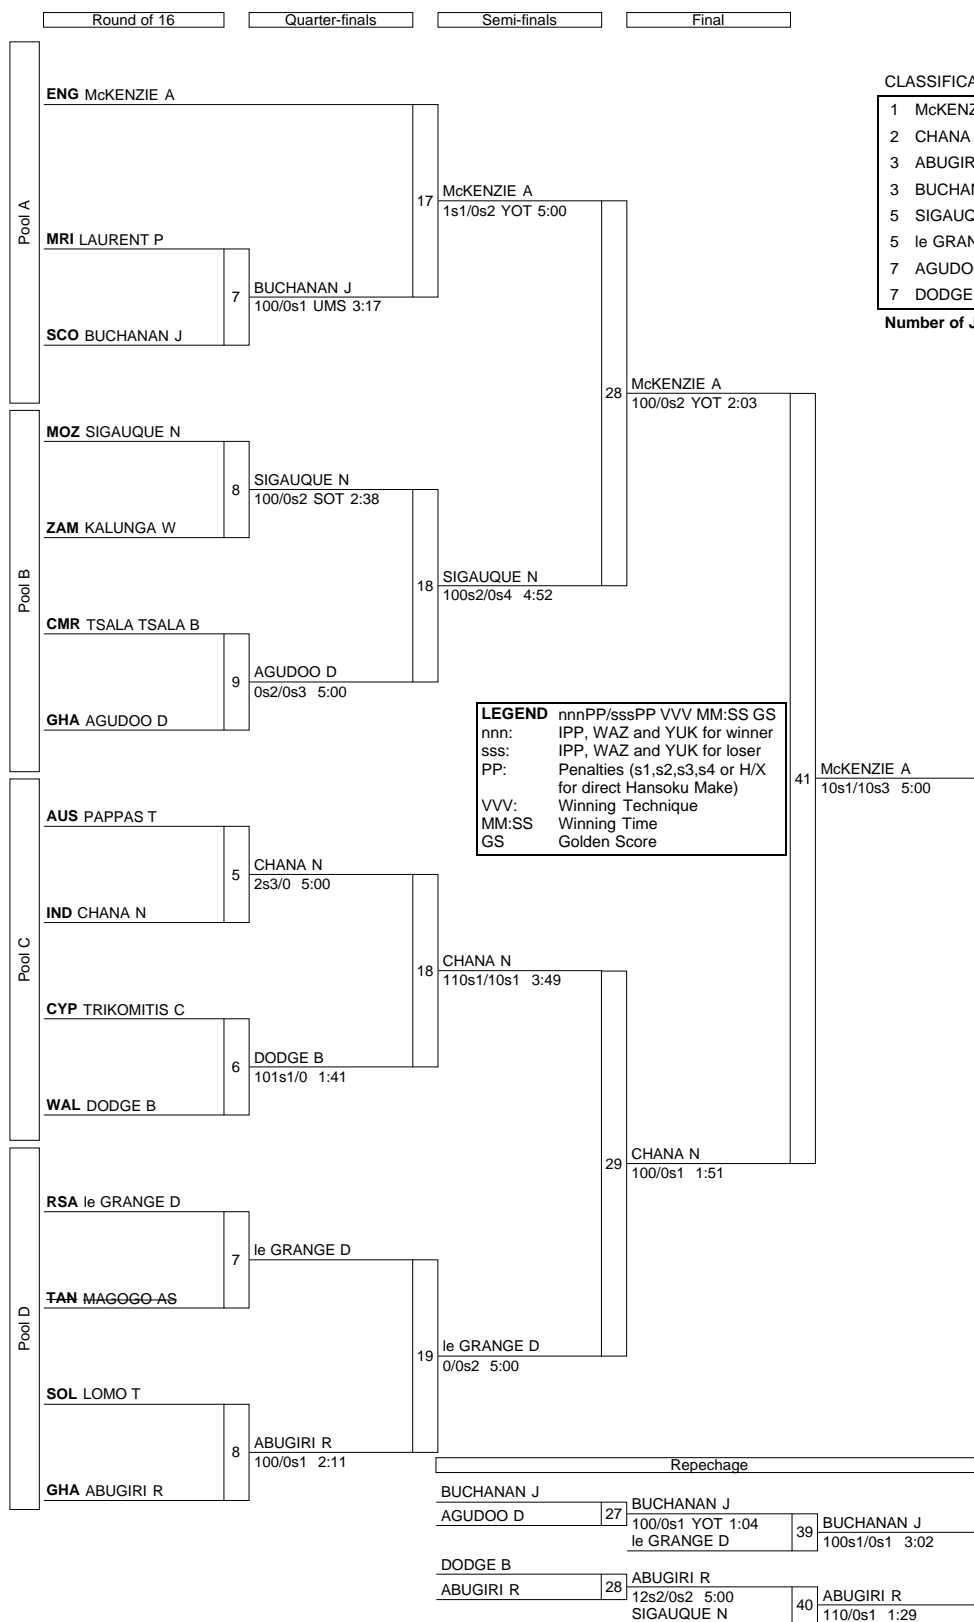 Round of 16
Quarter-finals
Semi-finals
Final
CLASSIFICA
1 McKENZ
2 CHANA
3 ABUGIR
3 BUCHAN
5 SIGAUQ
5 le GRAN
7 AGUDOO
7 DODGE
Number of J
Pool A
ENG McKENZIE A
MRI LAURENT P
SCO BUCHANAN J
7
BUCHANAN J
100/0s1 UMS 3:17
17
McKENZIE A
1s1/0s2 YOT 5:00
Pool B
MOZ SIGAUQUE N
ZAM KALUNGA W
8
SIGAUQUE N
100/0s2 SOT 2:38
CMR TSALA TSALA B
GHA AGUDOO D
9
AGUDOO D
0s2/0s3 5:00
18
SIGAUQUE N
100s2/0s4 4:52
28
McKENZIE A
100/0s2 YOT 2:03
LEGEND nnnPP/sssPP VVV MM:SS GS
nnn: IPP, WAZ and YUK for winner
sss: IPP, WAZ and YUK for loser
PP: Penalties (s1,s2,s3,s4 or H/X
for direct Hansoku Make)
VVV: Winning Technique
MM:SS Winning Time
GS Golden Score
41
McKENZIE A
10s1/10s3 5:00
Pool C
AUS PAPPAS T
IND CHANA N
5
CHANA N
2s3/0 5:00
CYP TRIKOMITIS C
WAL DODGE B
6
DODGE B
101s1/0 1:41
18
CHANA N
110s1/10s1 3:49
Pool D
RSA le GRANGE D
TAN MAGOGO AS
7
le GRANGE D
SOL LOMO T
GHA ABUGIRI R
8
ABUGIRI R
100/0s1 2:11
19
le GRANGE D
0/0s2 5:00
29
CHANA N
100/0s1 1:51
Repechage
BUCHANAN J
AGUDOO D
27
BUCHANAN J
100/0s1 YOT 1:04
le GRANGE D
39
BUCHANAN J
100s1/0s1 3:02
DODGE B
ABUGIRI R
28
ABUGIRI R
12s2/0s2 5:00
SIGAUQUE N
40
ABUGIRI R
110/0s1 1:29